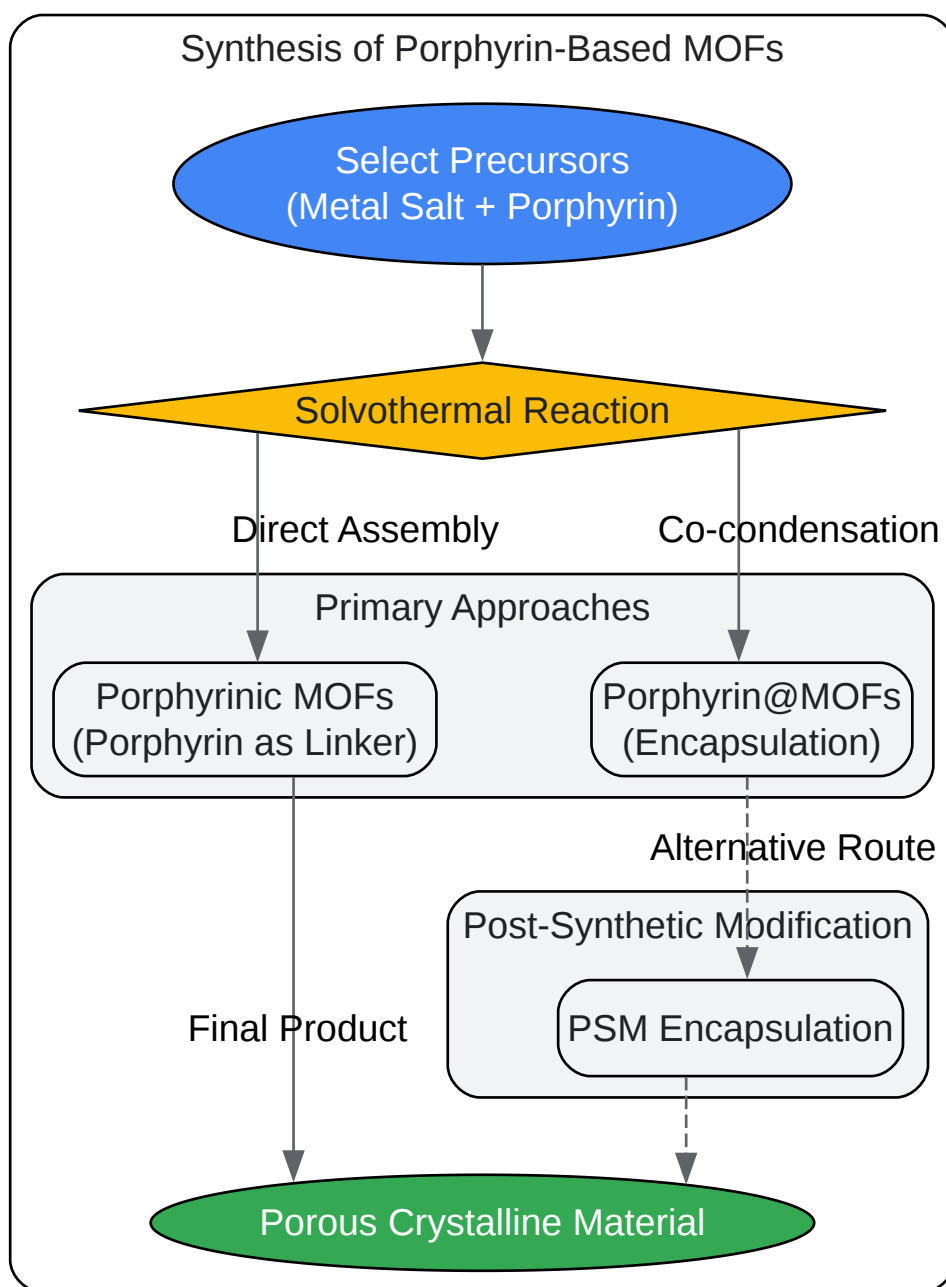 Synthesis of Porphyrin-Based MOFs
Select Precursors
(Metal Salt + Porphyrin)
Solvothermal Reaction
Direct Assembly
Co-condensation
Primary Approaches
Porphyrinic MOFs
(Porphyrin as Linker)
Porphyrin@MOFs
(Encapsulation)
Alternative Route
Post-Synthetic Modification
Final Product
PSM Encapsulation
Porous Crystalline Material